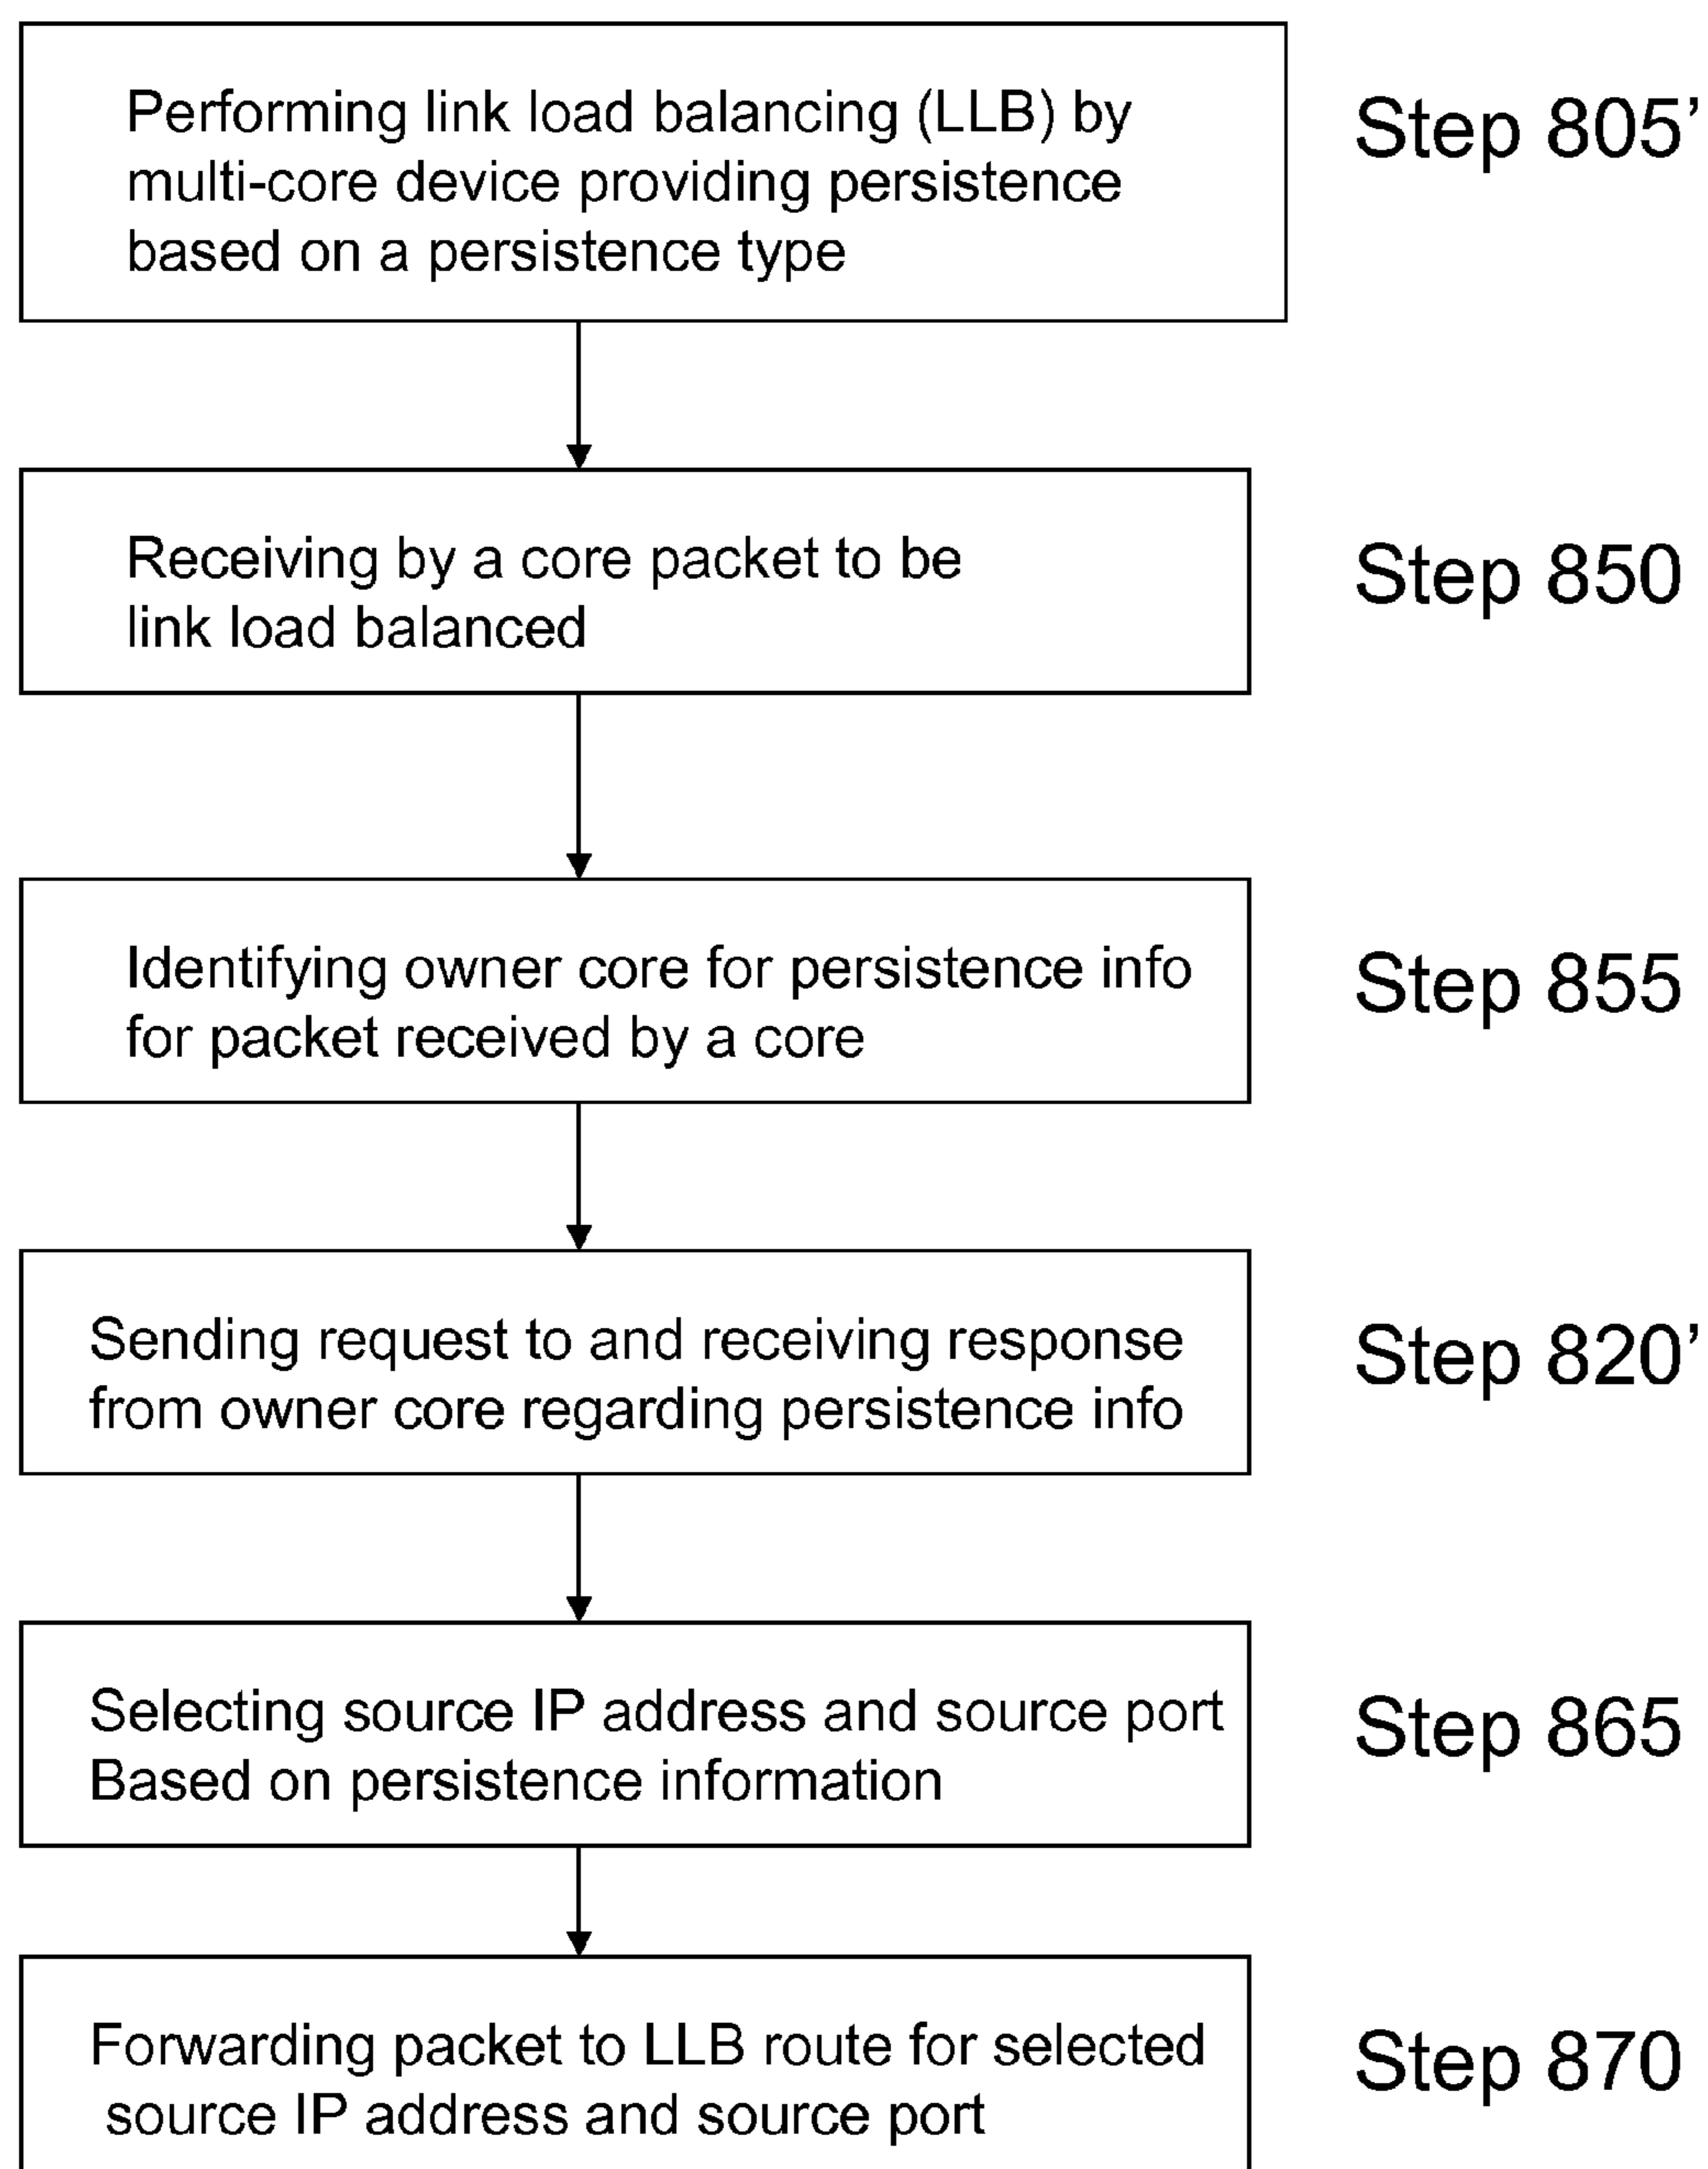 Performing link load balancing (LLB) by
multi-core device providing persistence
based on a persistence type
Step 805’
Receiving by a core packet to be
link load balanced
Step 850
Identifying owner core for persistence info
for packet received by a core
Step 855
Sending request to and receiving response
from owner core regarding persistence info
Step 820’
Selecting source IP address and source port
Based on persistence information
Step 865
Forwarding packet to LLB route for selected
source IP address and source port
Step 870